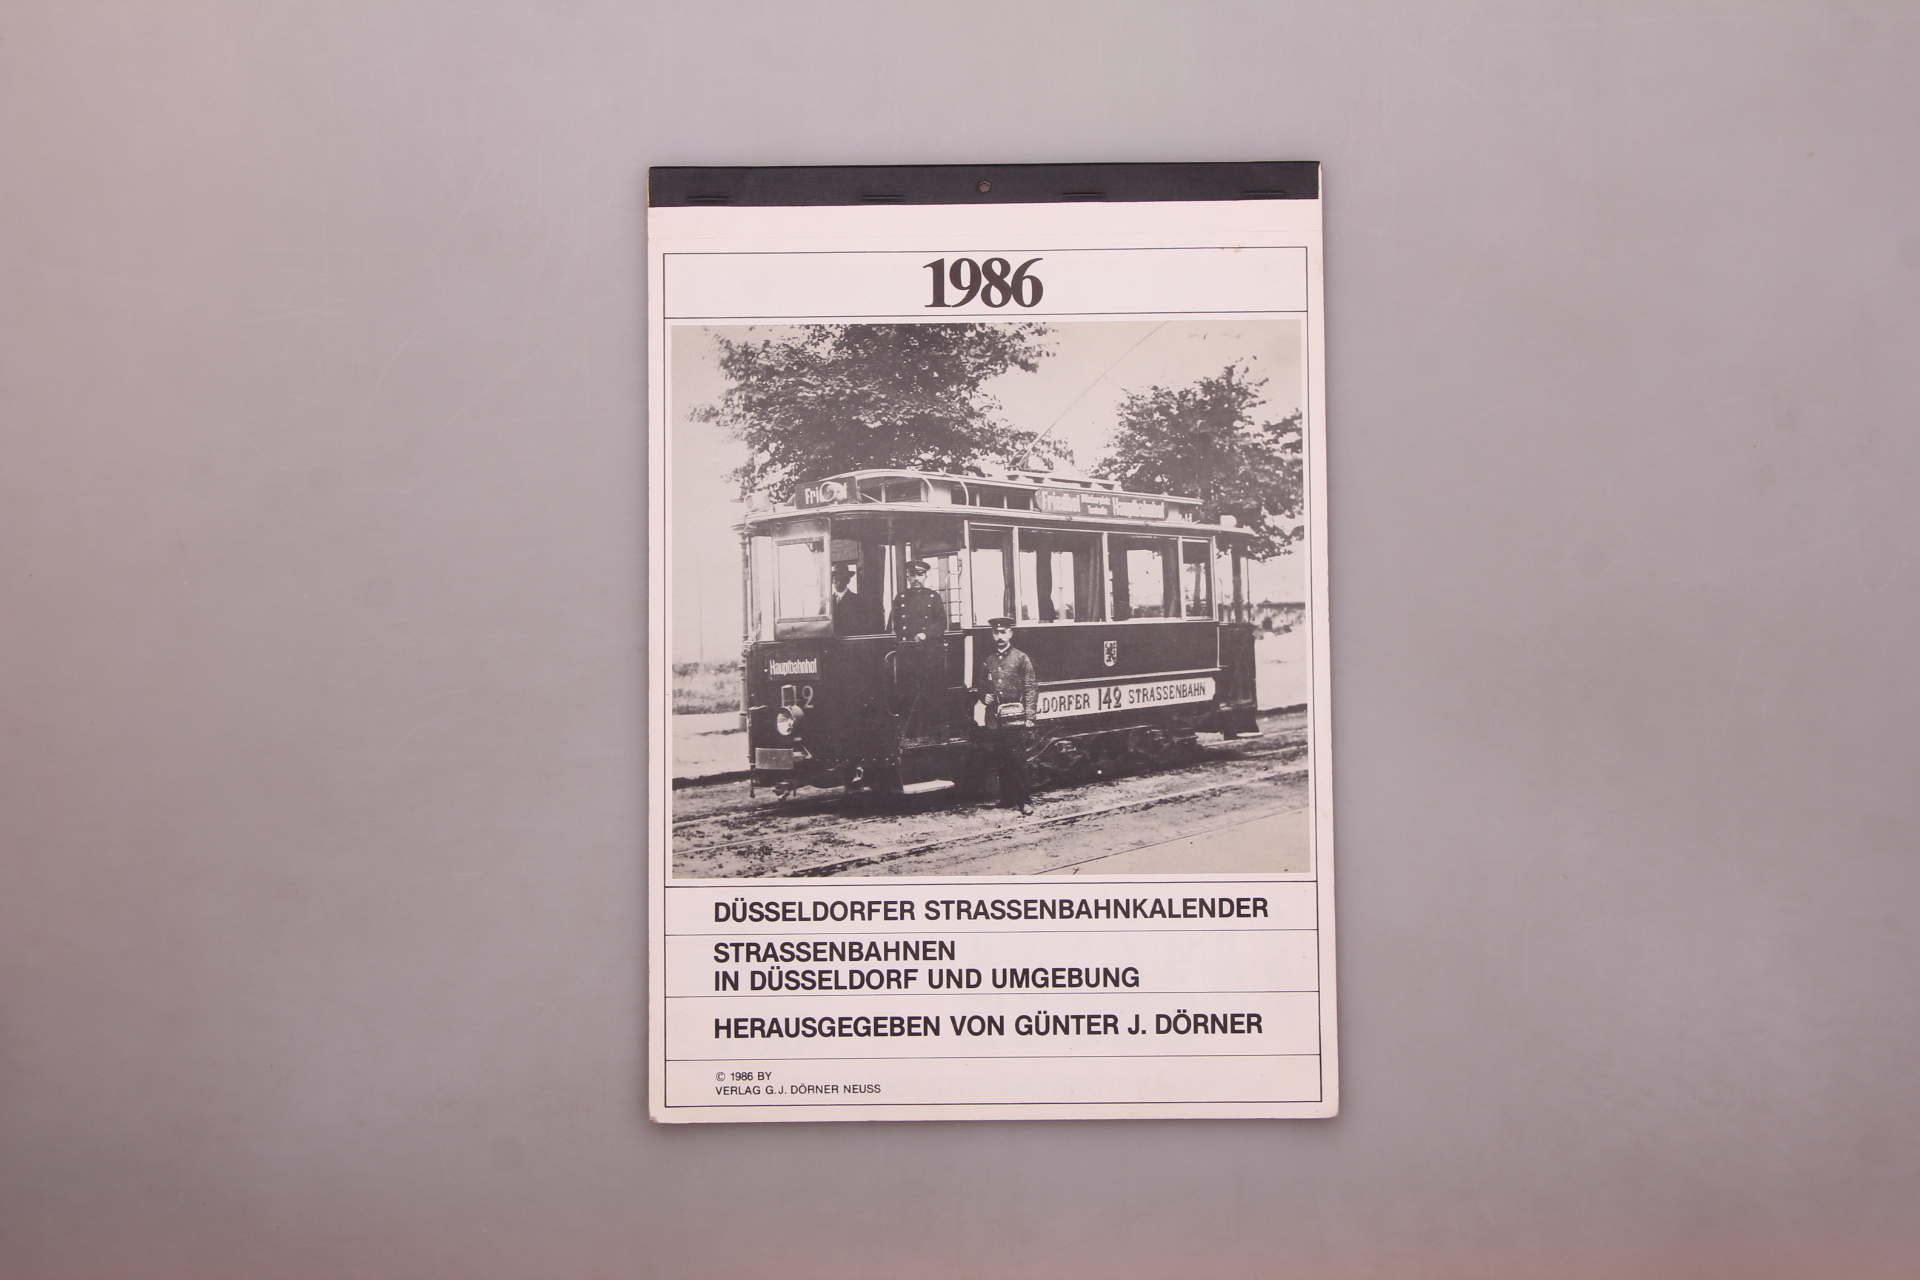 1986
Friedhof Hauptbahnhof
Hauptbahnhof
LDORFER 142 STRASSENBAHN
DÜSSELDORFER STRASSENBAHNKALENDER
STRASSENBAHNEN
IN DÜSSELDORF UND UMGEBUNG
HERAUSGEGEBEN VON GÜNTER J. DÖRNER
© 1986 BY
VERLAG G.J. DÖRNER NEUSS